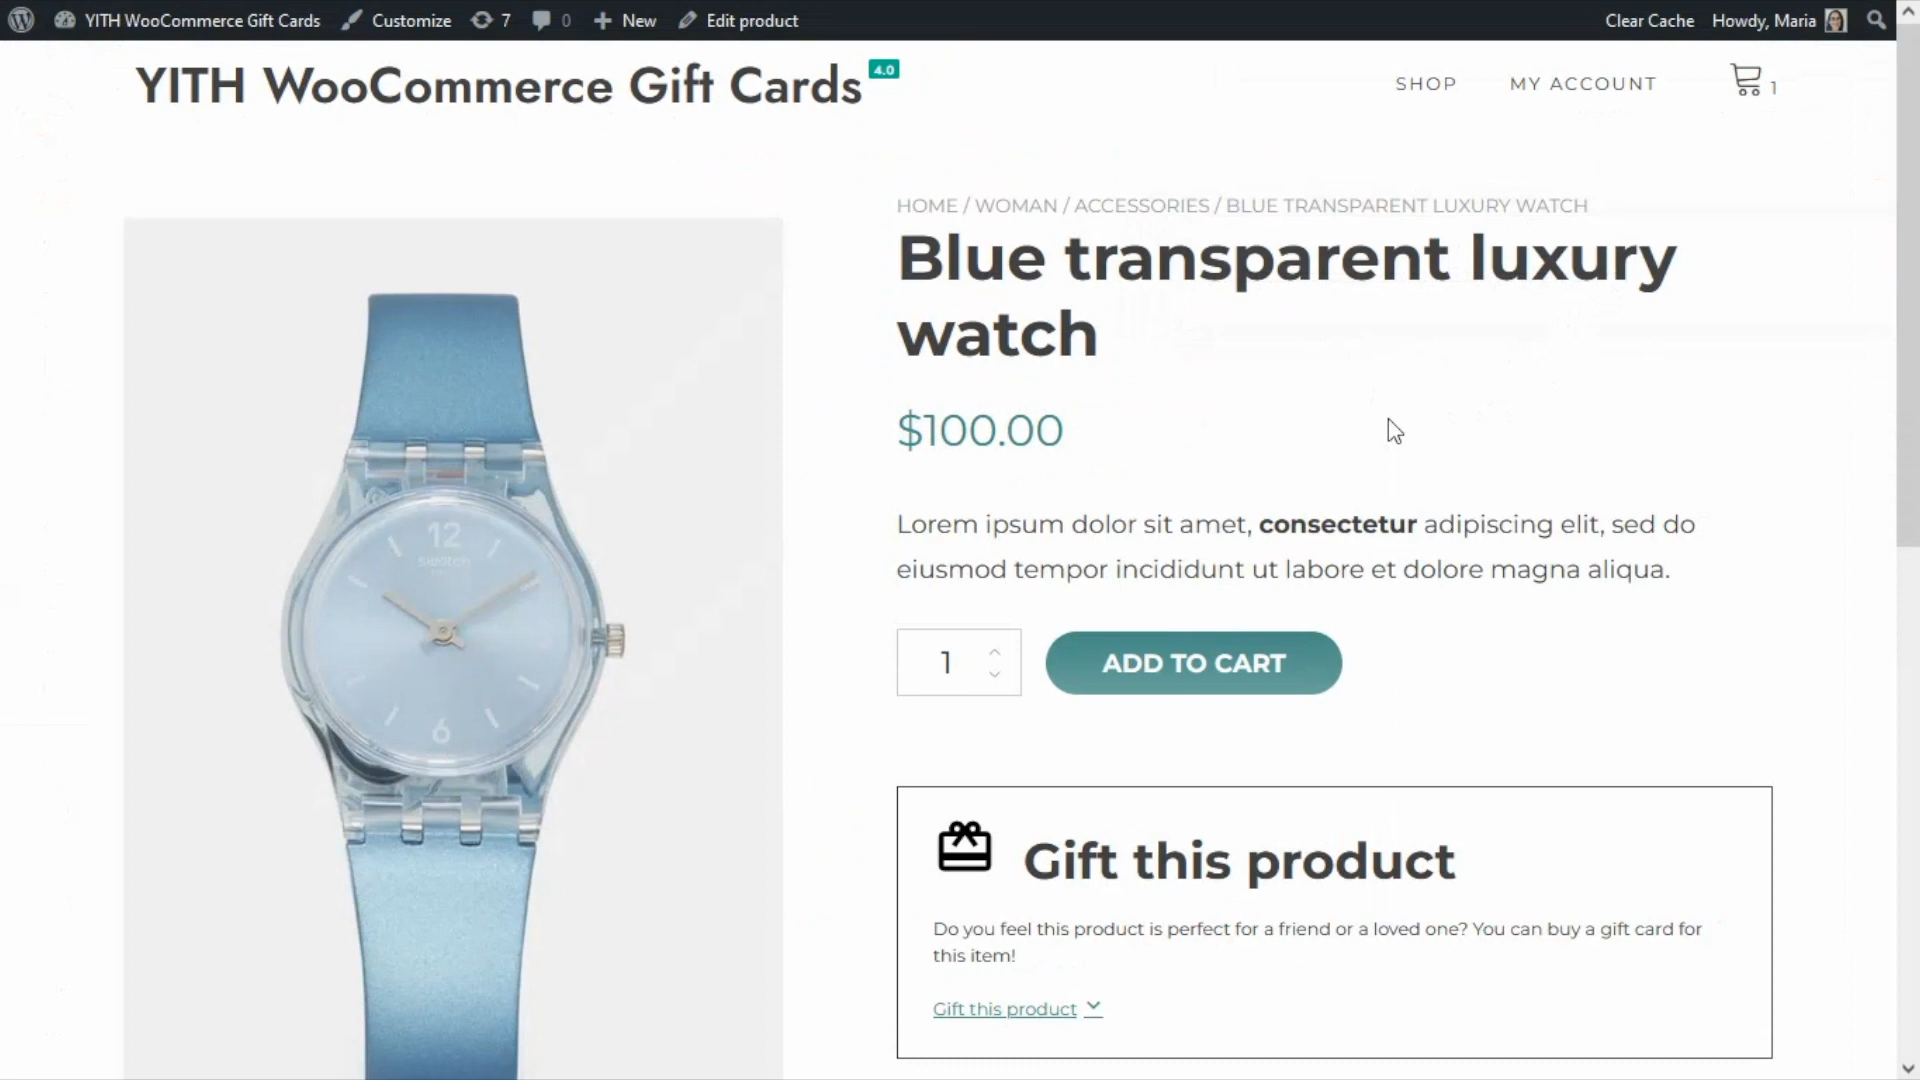 YITH WooCommerce Gift Cards Customize 7 0 New Edit product Clear Cache Howdy, Maria
YITH WooCommerce Gift Cards 4.0
SHOP MY ACCOUNT 1
HOME / WOMAN / ACCESSORIES / BLUE TRANSPARENT LUXURY WATCH
Blue transparent luxury
watch
$100.00
Lorem ipsum dolor sit amet, consectetur adipiscing elit, sed do
eiusmod tempor incididunt ut labore et dolore magna aliqua.
1 ADD TO CART
12
swatch
6
Gift this product
Do you feel this product is perfect for a friend or a loved one? You can buy a gift card for
this item!
Gift this product